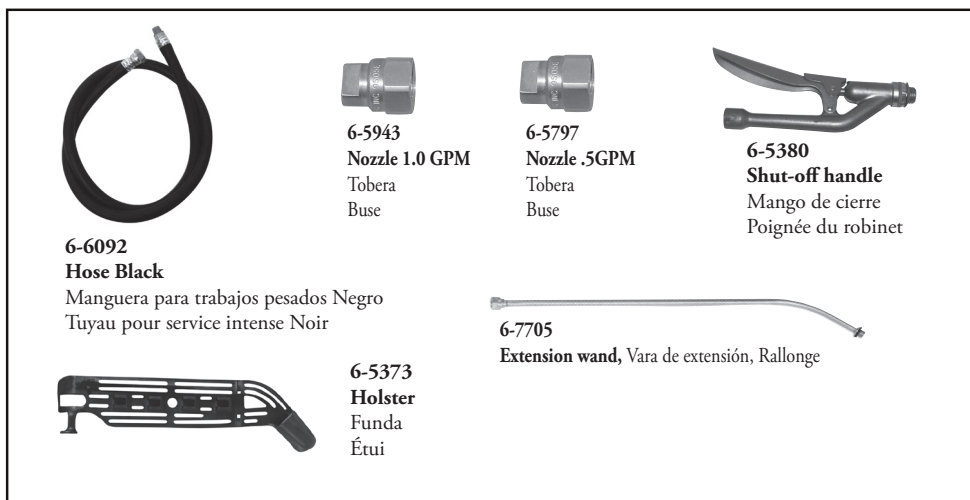 6-5943
Nozzle 1.0 GPM
Tobera
Buse
6-5797
Nozzle .5GPM
Tobera
Buse
6-5380
Shut-off handle
Mango de cierre
Poignée du robinet
6-6092
Hose Black
Manguera para trabajos pesados Negro
Tuyau pour service intense Noir
6-7705
Extension wand, Vara de extensión, Rallonge
6-5373
Holster
Funda
Étui